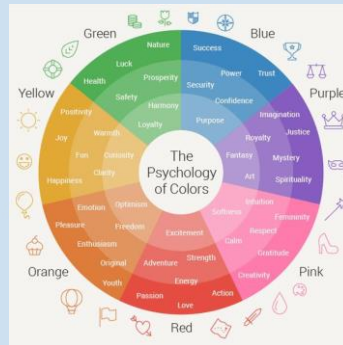 Green
Blue
Yellow
Purple
Orange
Pink
Red
The
Psychology
of Colors
Nature
Luck
Health
Prosperity
Safety
Harmony
Loyalty
Success
Power
Trust
Security
Confidence
Purpose
Imagination
Justice
Royalty
Mystery
Fantasy
Spirituality
Art
Intuition
Femininity
Softness
Respect
Calm
Gratitude
Creativity
Excitement
Strength
Adventure
Energy
Action
Passion
Love
Optimism
Emotion
Pleasure
Freedom
Enthusiasm
Original
Youth
Positivity
Warmth
Joy
Fun
Curiosity
Clarity
Happiness